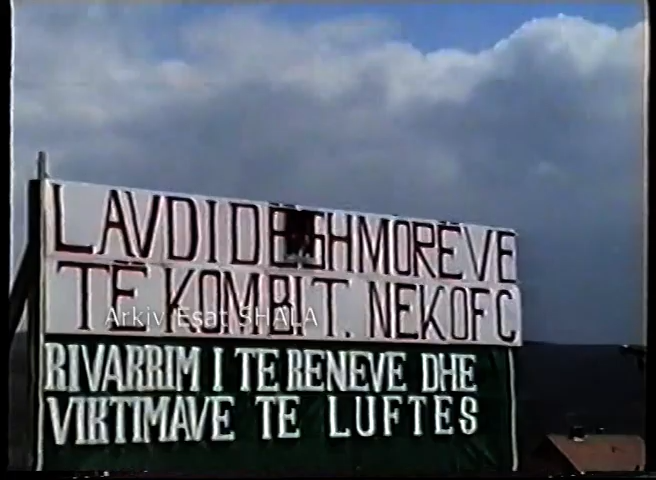 LAVDI DËSHMORËVE
TË KOMBIT. NEKOFC
Arkiv Esat SHALA
RIVARRIM I TE RENEVE DHE
VIKTIMAVE TE LUFTES